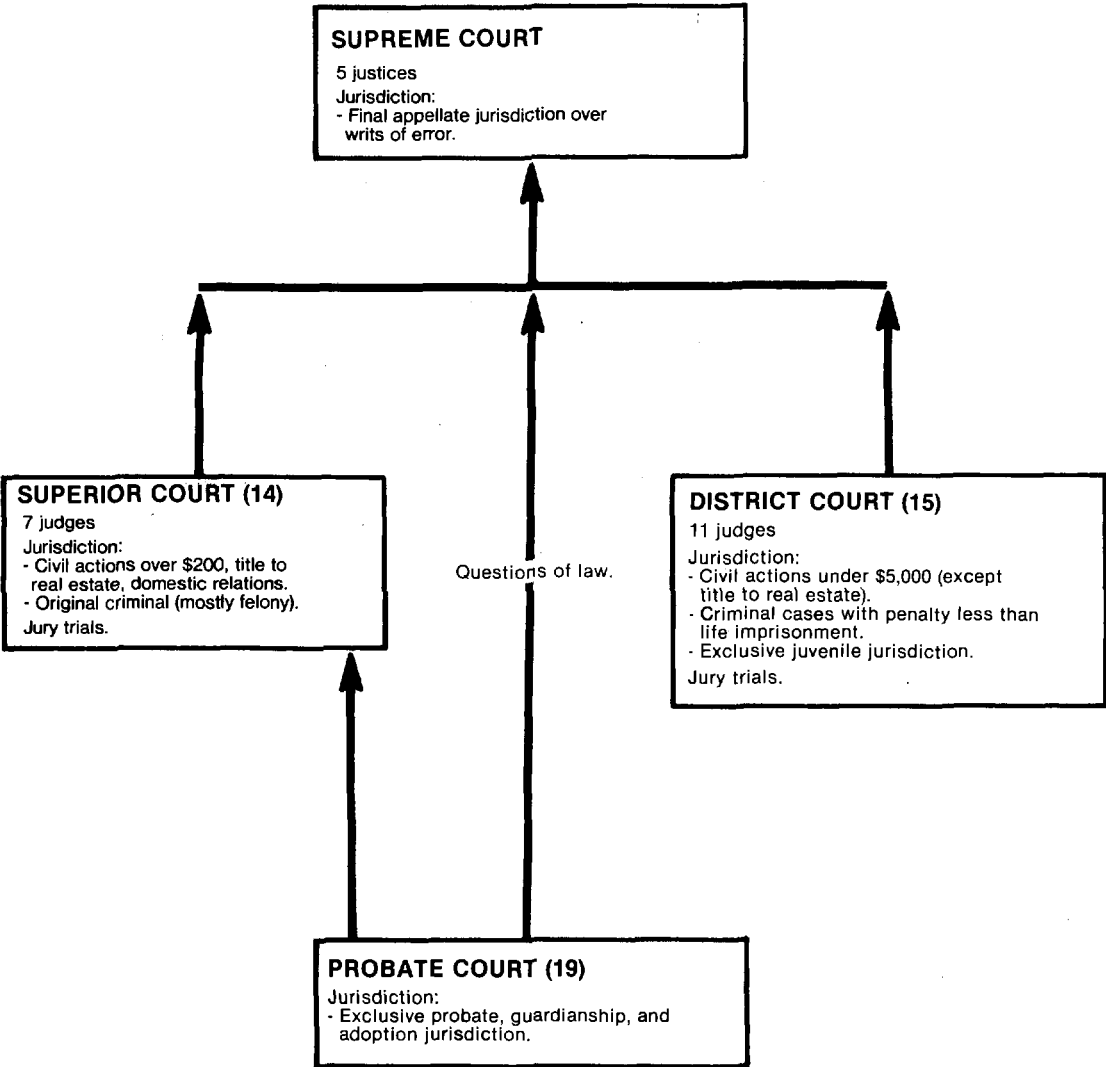 SUPREME COURT
5 justices
Jurisdiction:
- Final appellate jurisdiction over
writs of error.
SUPERIOR COURT (14)
7 judges
Jurisdiction:
- Civil actions over $200, title to
real estate, domestic relations.
- Original criminal (mostly felony).
Jury trials.
Questions of law.
DISTRICT COURT (15)
11 judges
Jurisdiction:
- Civil actions under $5,000 (except
title to real estate).
- Criminal cases with penalty less than
life imprisonment.
- Exclusive juvenile jurisdiction.
Jury trials.
PROBATE COURT (19)
Jurisdiction:
- Exclusive probate, guardianship, and
adoption jurisdiction.